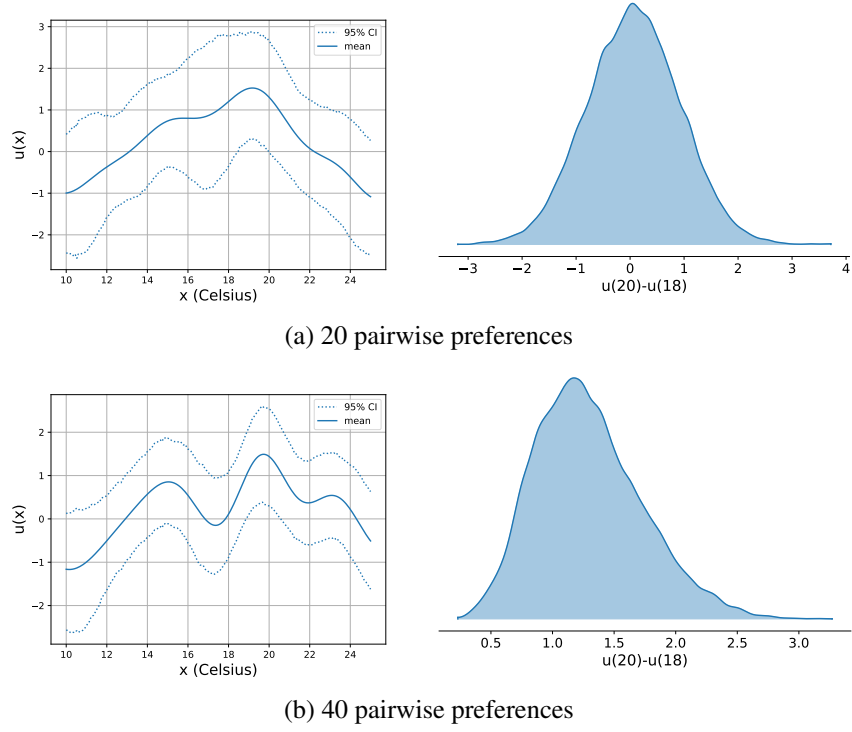 3
2
1
0
−1
−2
u(x)
95% CI
mean
10 12 14 16 18 20 22 24
x (Celsius)
−3 −2 −1 0 1 2 3 4
u(20)-u(18)
(a) 20 pairwise preferences
2
1
0
−1
−2
u(x)
95% CI
mean
10 12 14 16 18 20 22 24
x (Celsius)
0.5 1.0 1.5 2.0 2.5 3.0
u(20)-u(18)
(b) 40 pairwise preferences